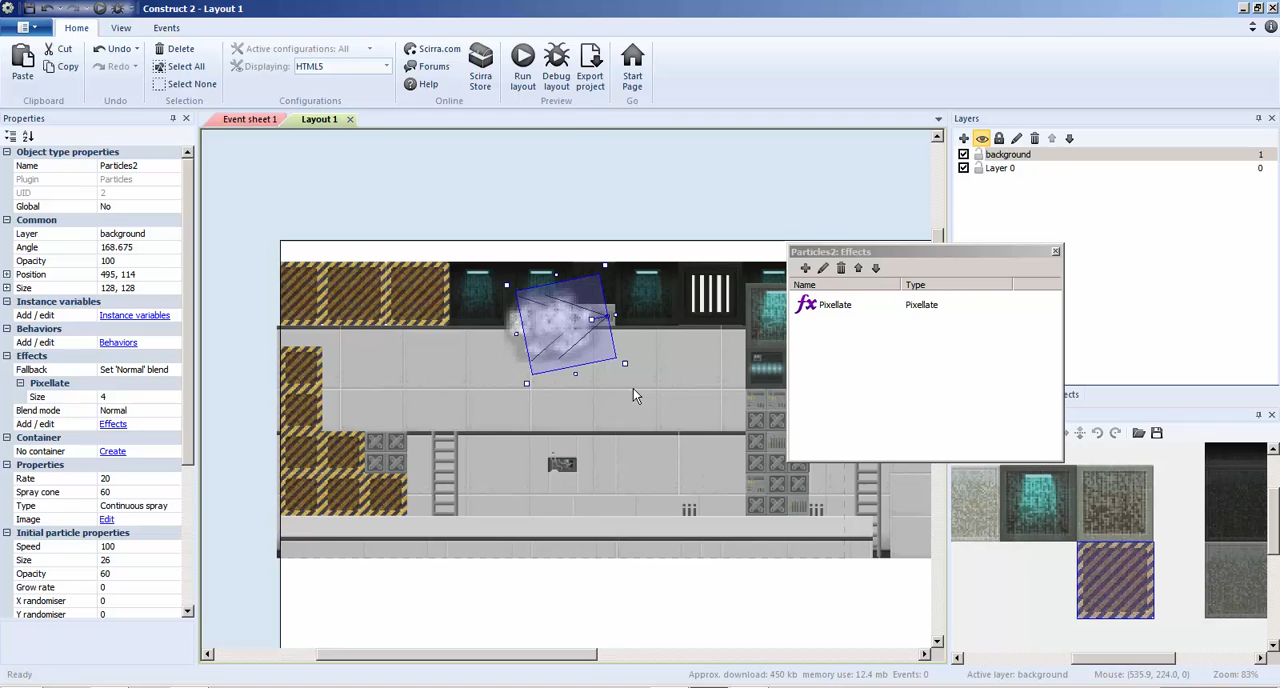 Construct 2 - Layout 1
Home View Events
Cut
Copy
Paste
Clipboard
Undo
Redo
Undo
Delete
Select All
Select None
Selection
Active configurations: All
Displaying: HTML5
Configurations
Scirra.com
Forums
Help
Scirra Store
Online
Run layout
Debug layout
Export project
Preview
Start Page
Go
Properties
Event sheet 1
Layout 1
Object type properties
Name Particles2
Plugin Particles
UID 2
Global No
Common
Layer background
Angle 168.675
Opacity 100
Position 495, 114
Size 128, 128
Instance variables
Add / edit Instance variables
Behaviors
Add / edit Behaviors
Effects
Fallback Set 'Normal' blend
Pixellate
Size 4
Blend mode Normal
Add / edit Effects
Container
No container Create
Properties
Rate 20
Spray cone 60
Type Continuous spray
Image Edit
Initial particle properties
Speed 100
Size 26
Opacity 60
Grow rate 0
X randomiser 0
Y randomiser 0
Layers
background 1
Layer 0 0
Particles2: Effects
Name Type
fx Pixellate Pixellate
Ready
Approx. download: 450 kb memory use: 12.4 mb Events: 0
Active layer: background
Mouse: (535.9, 224.0, 0)
Zoom: 83%